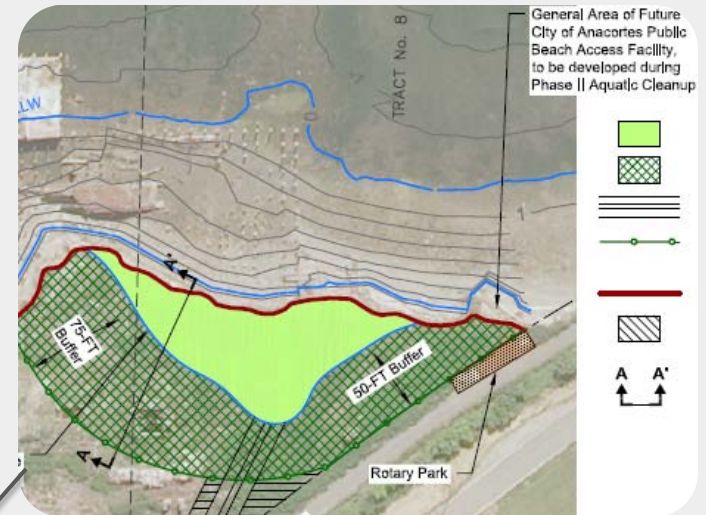 General Area of Future
City of Anacortes Public
Beach Access Facility,
to be developed during
Phase II Aquatic Cleanup
TRACT No. 8
LLW
0
1
A'
75-FT
Buffer
50-FT Buffer
A
e
Rotary Park
A A'